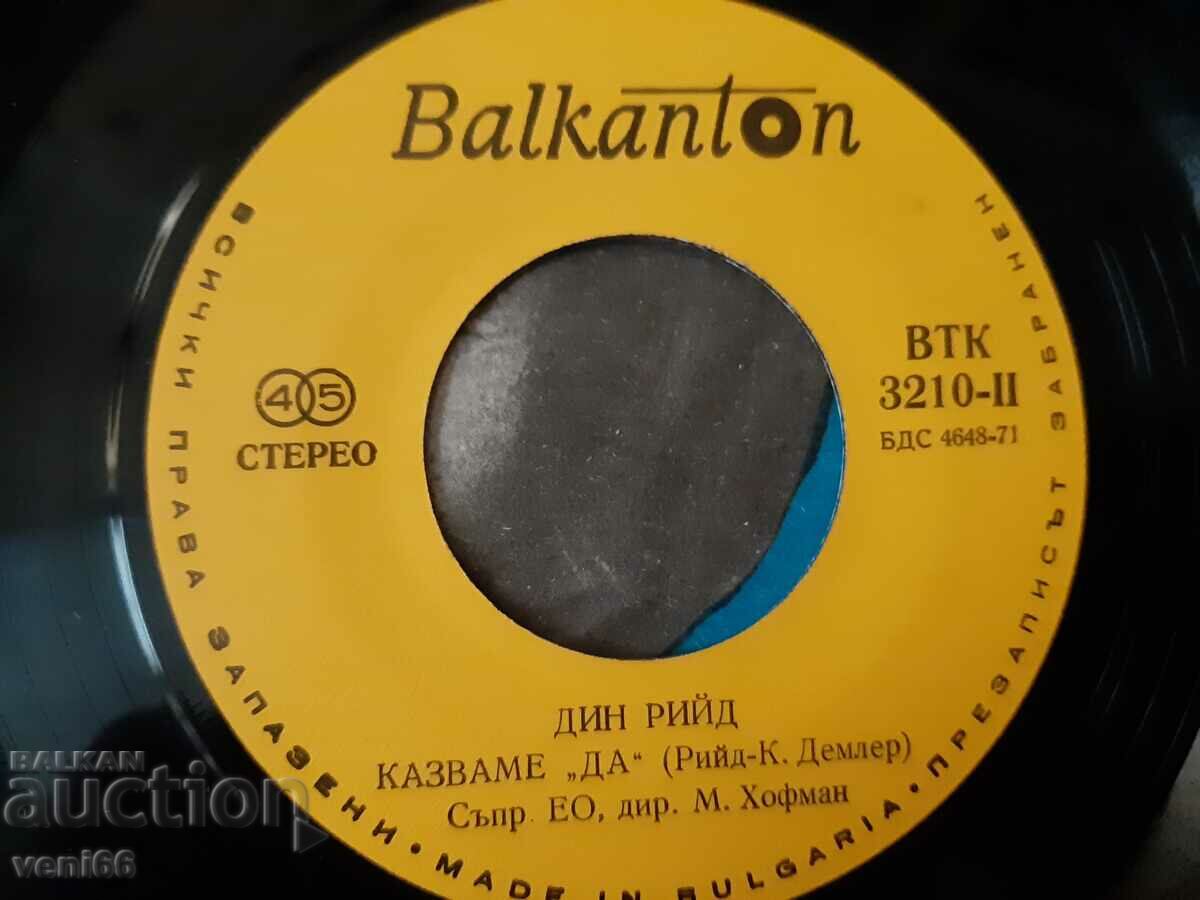 Balkanton
ВСИЧКИ ПРАВА ЗАПАЗЕНИ · MADE IN BULGARIA · ПРЕЗАПИСЪТ ЗАБРАНЕН
45
СТЕРЕО
ВТК
3210-II
БДС 4648-71
ДИН РИЙД
КАЗВАМЕ „ДА“ (Рийд-К. Демлер)
Съпр. ЕО, дир. М. Хофман
BALKAN
auction
veni66